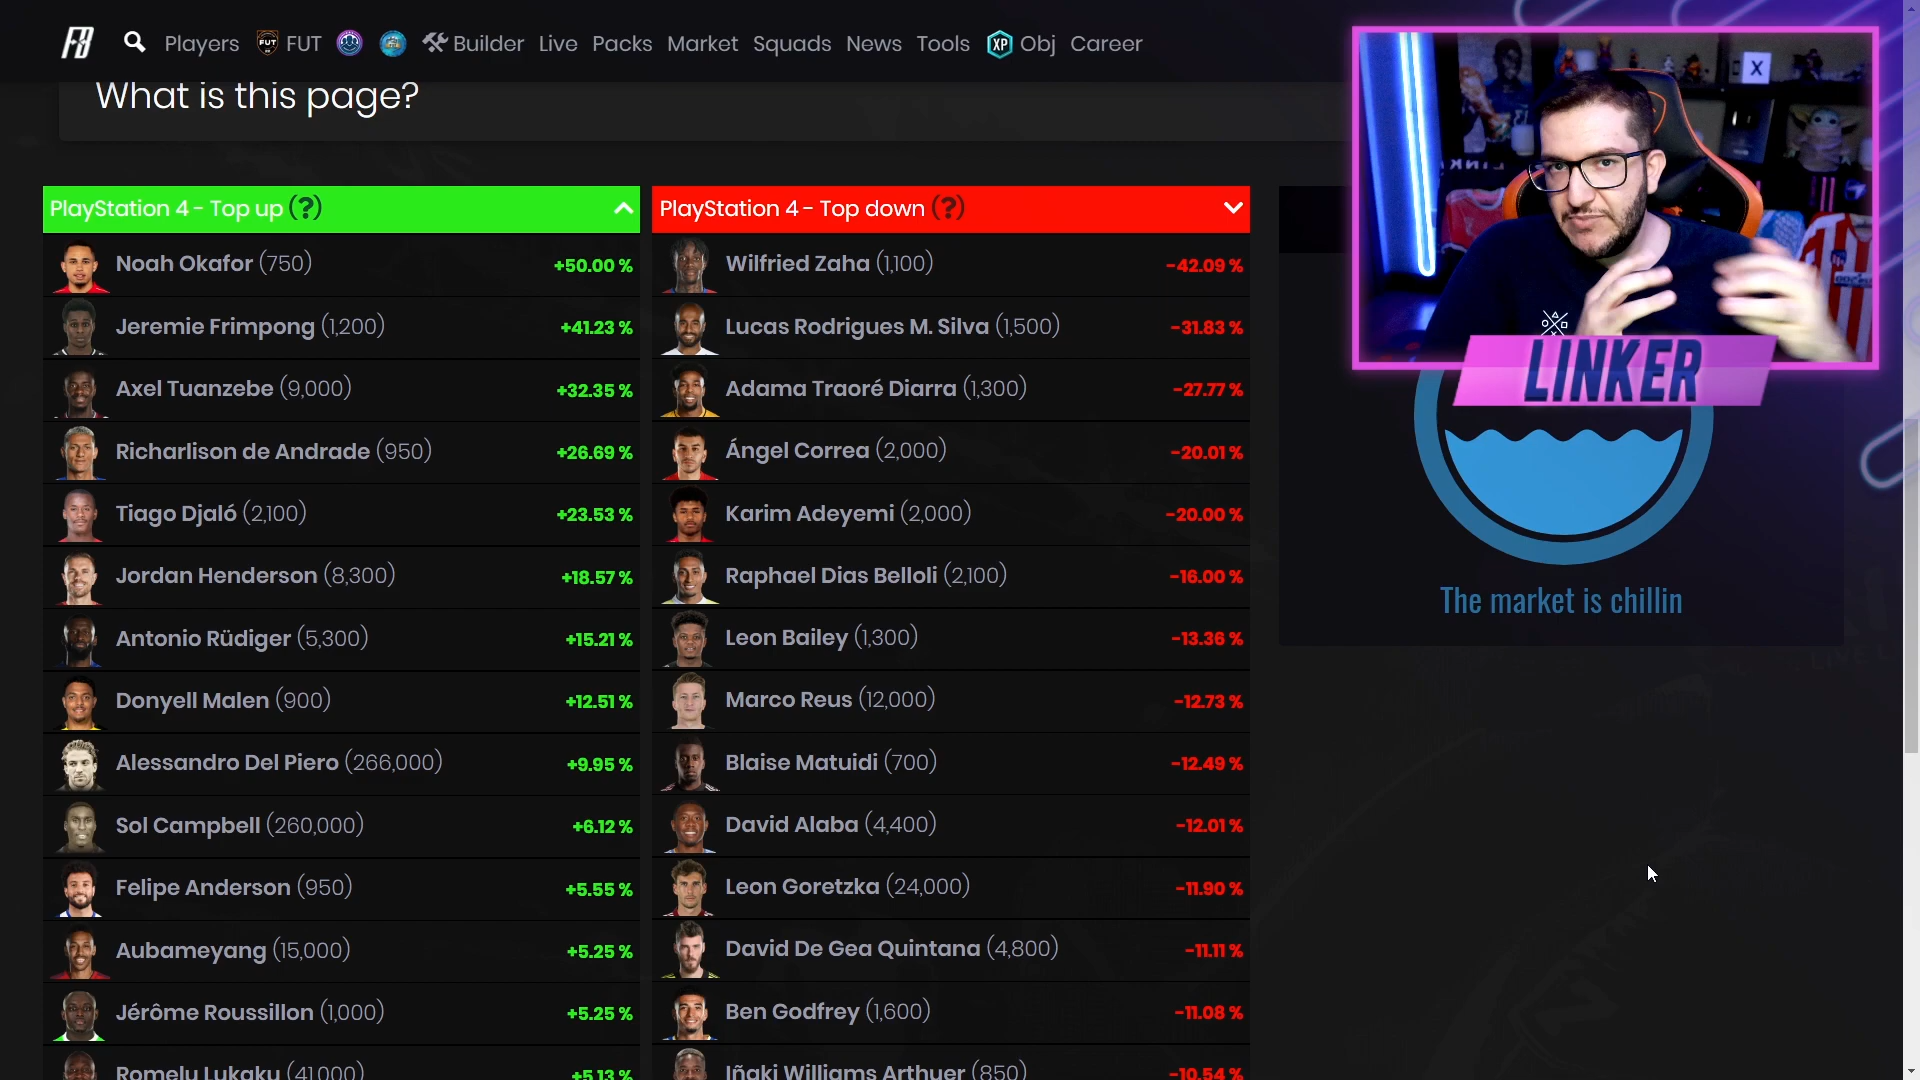 Players FUT Builder Live Packs Market Squads News Tools XP Obj Career
What is this page?
PlayStation 4 - Top up (?)
Noah Okafor (750) +50.00 %
Jeremie Frimpong (1,200) +41.23 %
Axel Tuanzebe (9,000) +32.35 %
Richarlison de Andrade (950) +26.69 %
Tiago Djaló (2,100) +23.53 %
Jordan Henderson (8,300) +18.57 %
Antonio Rüdiger (5,300) +15.21 %
Donyell Malen (900) +12.51 %
Alessandro Del Piero (266,000) +9.95 %
Sol Campbell (260,000) +6.12 %
Felipe Anderson (950) +5.55 %
Aubameyang (15,000) +5.25 %
Jérôme Roussillon (1,000) +5.25 %
Romelu Lukaku (41,000) +5.13 %
PlayStation 4 - Top down (?)
Wilfried Zaha (1,100) -42.09 %
Lucas Rodrigues M. Silva (1,500) -31.83 %
Adama Traoré Diarra (1,300) -27.77 %
Ángel Correa (2,000) -20.01 %
Karim Adeyemi (2,000) -20.00 %
Raphael Dias Belloli (2,100) -16.00 %
Leon Bailey (1,300) -13.36 %
Marco Reus (12,000) -12.73 %
Blaise Matuidi (700) -12.49 %
David Alaba (4,400) -12.01 %
Leon Goretzka (24,000) -11.90 %
David De Gea Quintana (4,800) -11.11 %
Ben Godfrey (1,600) -11.08 %
Iñaki Williams Arthuer (850) -10.54 %
LINKER
The market is chillin